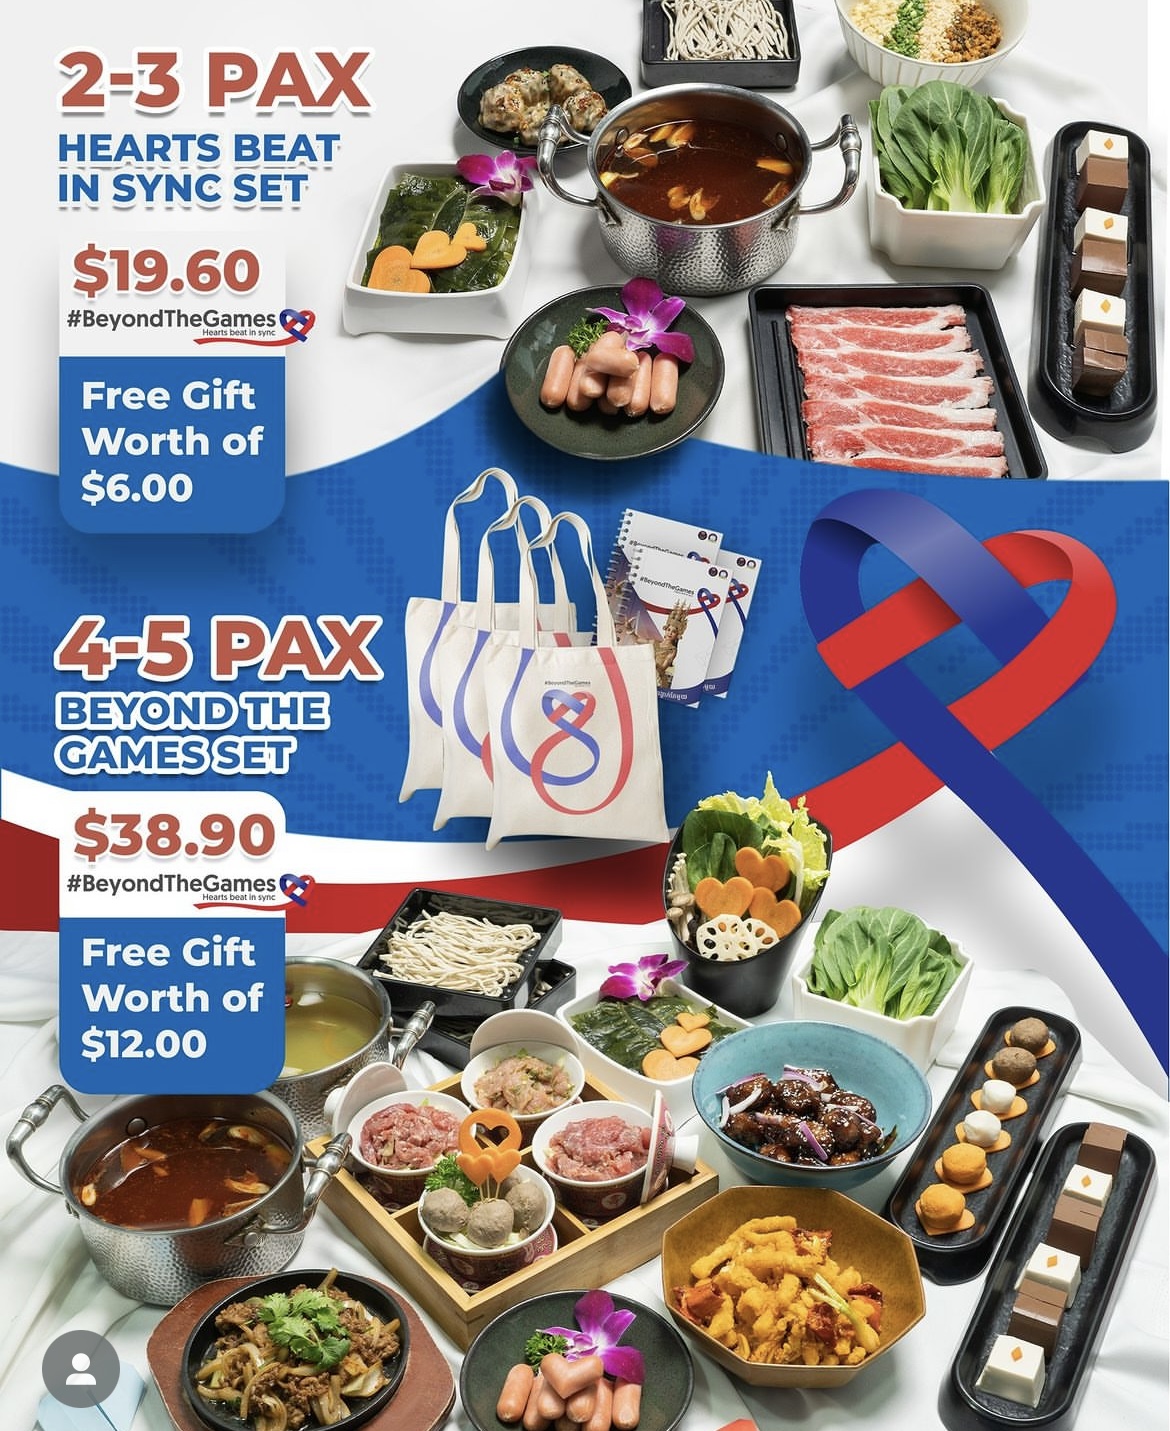 2-3 PAX
HEARTS BEAT
IN SYNC SET
$19.60
#BeyondTheGames
Hearts beat in sync
Free Gift
Worth of
$6.00
#BeyondTheGames
#BeyondTheGames
4-5 PAX
BEYOND THE
GAMES SET
$38.90
#BeyondTheGames
Hearts beat in sync
Free Gift
Worth of
$12.00